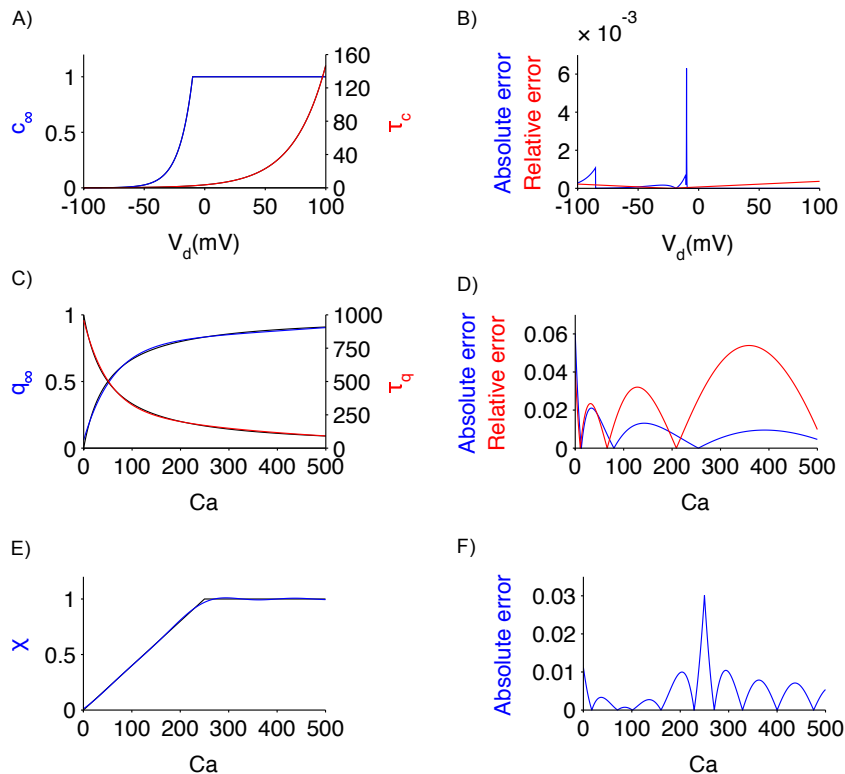 A)
1
0.5
0
c∞
160
120
80
40
0
τc
-100 -50 0 50 100
V_d(mV)
B)
× 10^-3
6
4
2
0
Absolute error
Relative error
-100 -50 0 50 100
V_d(mV)
C)
1
0.5
0
q∞
1000
750
500
250
0
τq
0 100 200 300 400 500
Ca
D)
0.06
0.04
0.02
0
Absolute error
Relative error
0 100 200 300 400 500
Ca
E)
1
0.5
0
χ
0 100 200 300 400 500
Ca
F)
0.03
0.02
0.01
0
Absolute error
0 100 200 300 400 500
Ca